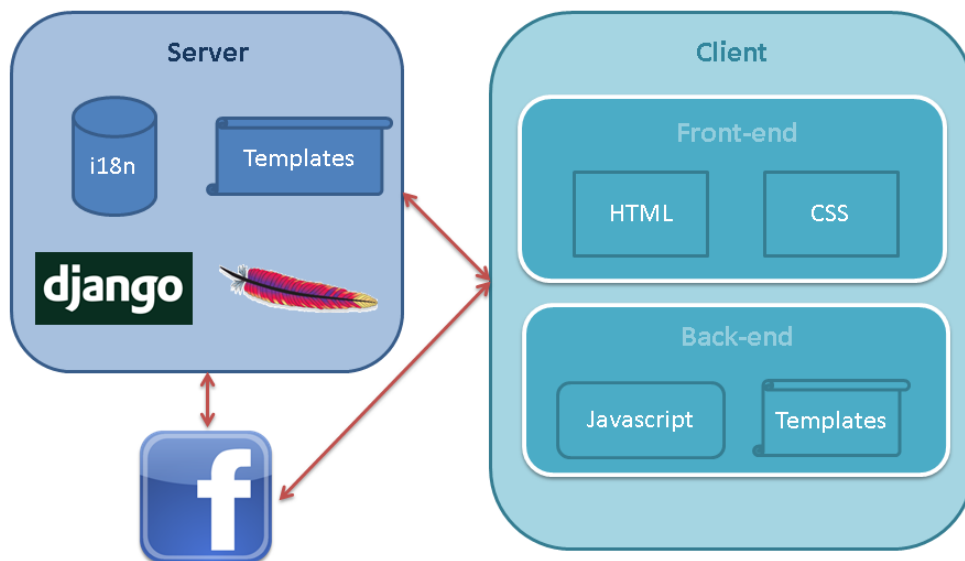 Server
i18n
Templates
django
f
Client
Front-end
HTML
CSS
Back-end
Javascript
Templates